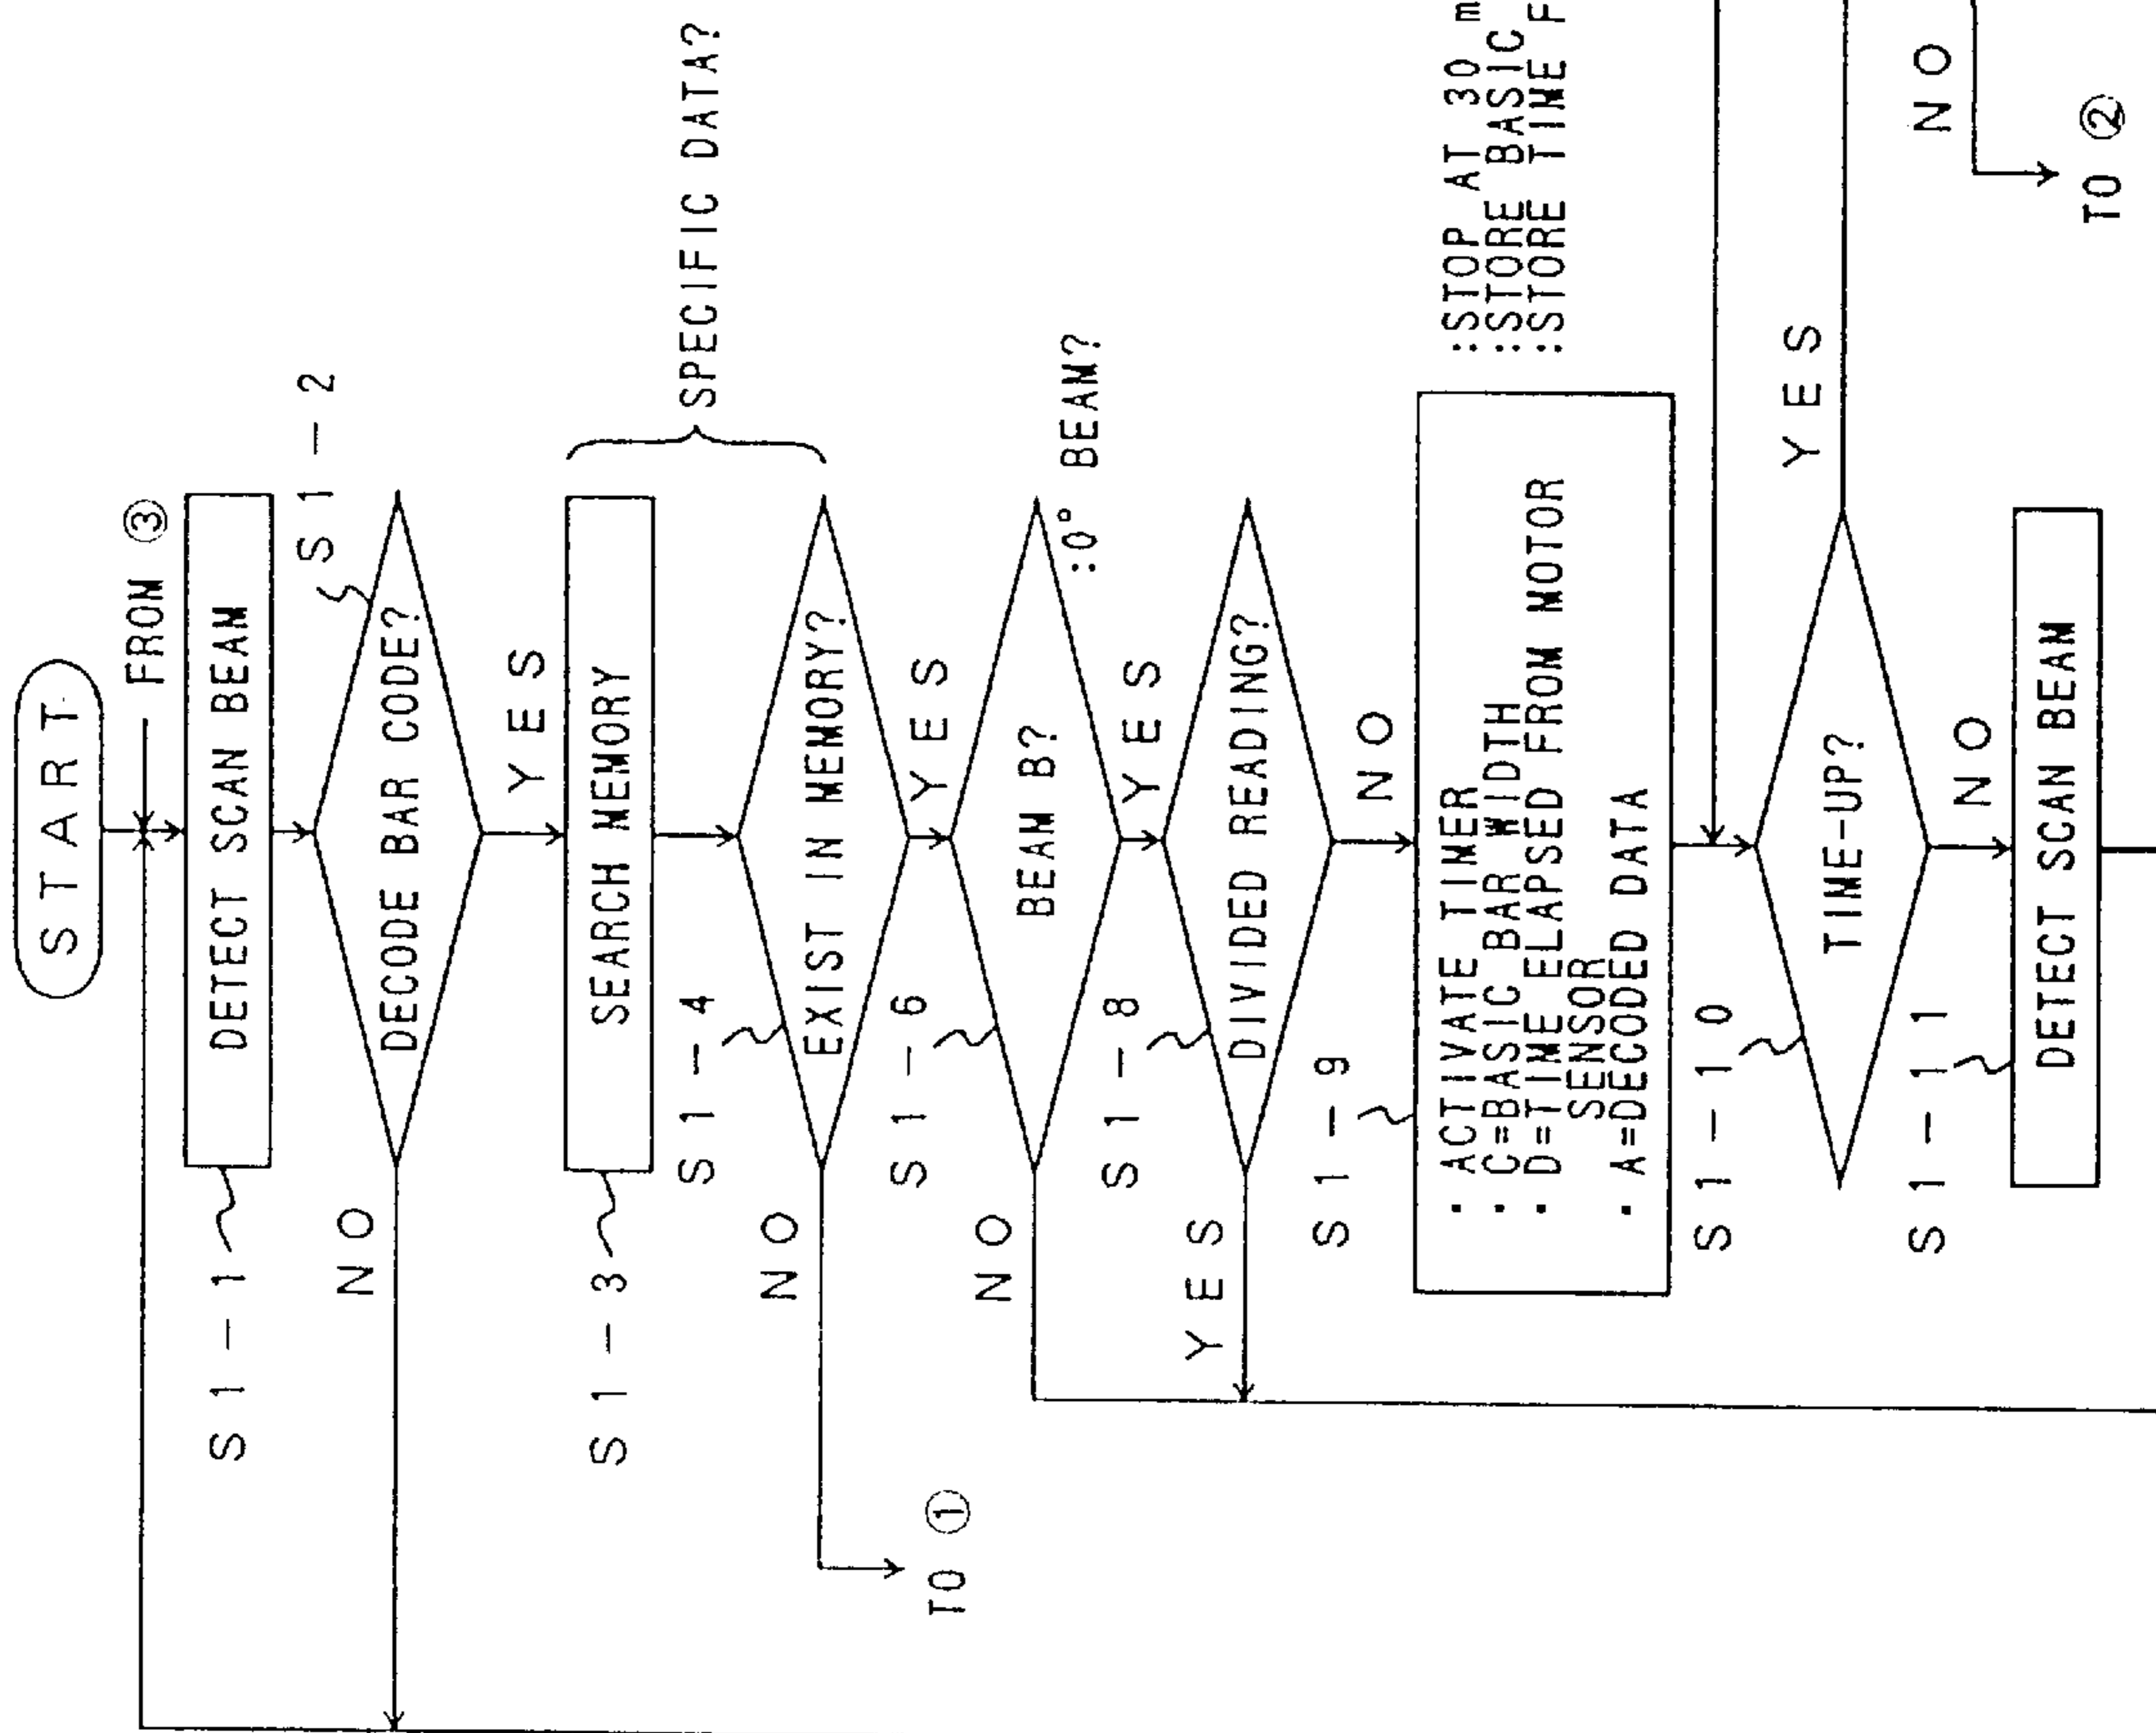 START
FROM ③
S1-1
DETECT SCAN BEAM
S1-2
DECODE BAR CODE?
NO
YES
S1-3
SEARCH MEMORY
SPECIFIC DATA?
S1-4
EXIST IN MEMORY?
NO
TO ①
YES
S1-6
BEAM B?
:0° BEAM?
NO
YES
S1-8
DIVIDED READING?
YES
NO
S1-9
· ACTIVATE TIMER
:STOP AT 30 m
· C=BASIC BAR WIDTH
:STORE BASIC
· D=TIME ELAPSED FROM MOTOR
:STORE TIME F
SENSOR
· A=DECODED DATA
S1-10
TIME-UP?
YES
NO
S1-11
DETECT SCAN BEAM
NO
TO ②